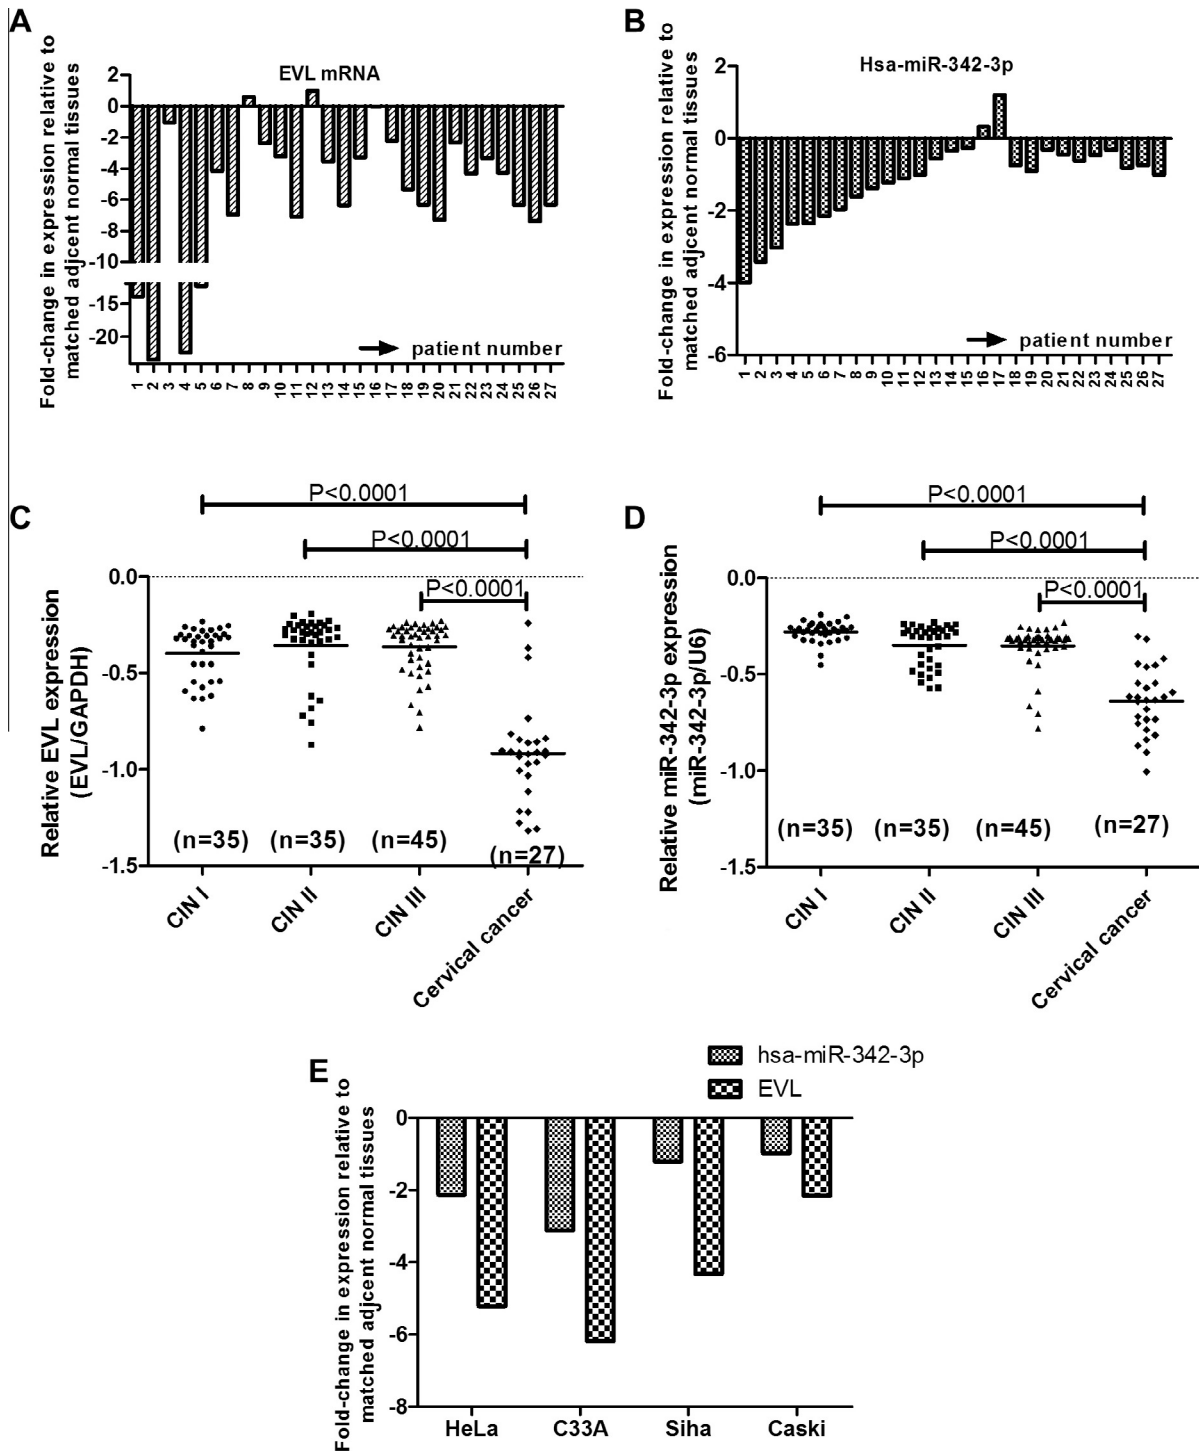 A
Fold-change in expression relative to
matched adjcent normal tissues
EVL mRNA
2
0
-2
-4
-6
-8
-10
-15
-20
patient number
1 2 3 4 5 6 7 8 9 10 11 12 13 14 15 16 17 18 19 20 21 22 23 24 25 26 27
B
Fold-change in expression relative to
matched adjcent normal tissues
Hsa-miR-342-3p
2
0
-2
-4
-6
patient number
1 2 3 4 5 6 7 8 9 10 11 12 13 14 15 16 17 18 19 20 21 22 23 24 25 26 27
C
Relative EVL expression
(EVL/GAPDH)
P<0.0001
P<0.0001
P<0.0001
0.0
-0.5
-1.0
-1.5
(n=35) (n=35) (n=45) (n=27)
CIN I
CIN II
CIN III
Cervical cancer
D
Relative miR-342-3p expression
(miR-342-3p/U6)
P<0.0001
P<0.0001
P<0.0001
0.0
-0.5
-1.0
-1.5
(n=35) (n=35) (n=45) (n=27)
CIN I
CIN II
CIN III
Cervical cancer
E
hsa-miR-342-3p
EVL
Fold-change in expression relative to
matched adjcent normal tissues
0
-2
-4
-6
-8
HeLa C33A Siha Caski